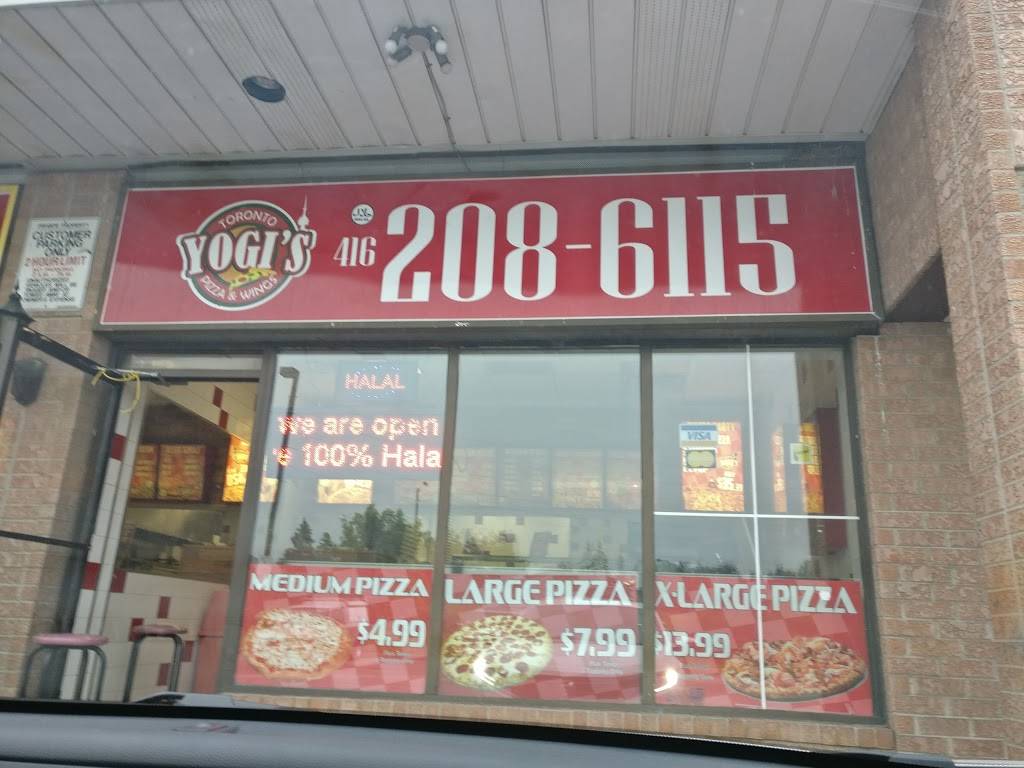 TORONTO
YOGI'S
PIZZA & WINGS
416 208-6115
CUSTOMER
PARKING
ONLY
2 HOUR LIMIT
HALAL
we are open
e 100% Hala
VISA
MEDIUM PIZZA
$4.99
LARGE PIZZA
$7.99
X-LARGE PIZZA
$13.99